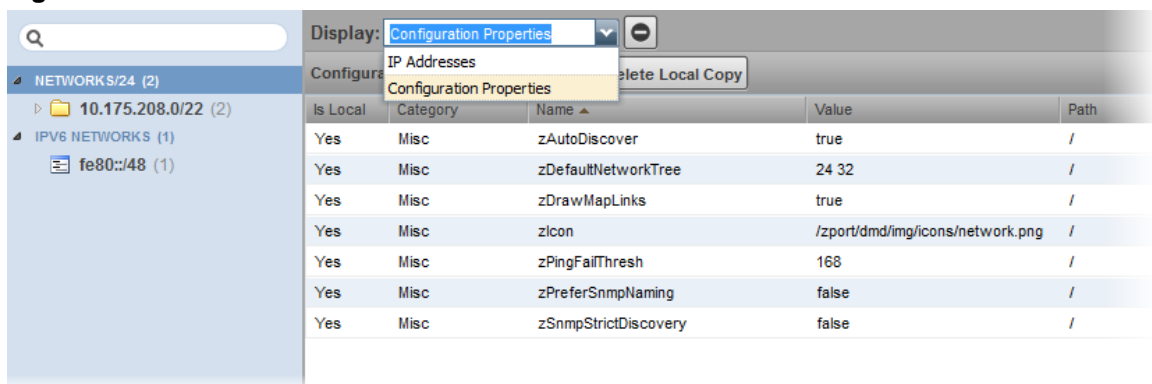 Display: Configuration Properties
IP Addresses
Configuration Properties
Configura
elete Local Copy
NETWORKS/24 (2)
10.175.208.0/22 (2)
IPV6 NETWORKS (1)
fe80::/48 (1)
Is Local Category Name Value Path
Yes Misc zAutoDiscover true /
Yes Misc zDefaultNetworkTree 24 32 /
Yes Misc zDrawMapLinks true /
Yes Misc zIcon /zport/dmd/img/icons/network.png /
Yes Misc zPingFailThresh 168 /
Yes Misc zPreferSnmpNaming false /
Yes Misc zSnmpStrictDiscovery false /